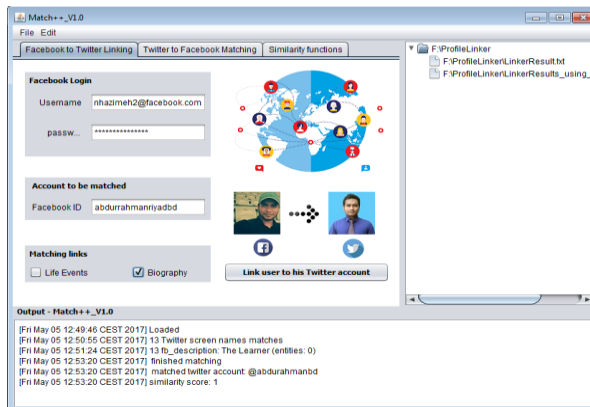 Match++_V1.0
File Edit
Facebook to Twitter Linking
Twitter to Facebook Matching
Similarity functions
Facebook Login
Username nhazimeh2@facebook.com
passw... ***************
Account to be matched
Facebook ID abdurrahmanriyadbd
Matching links
Life Events
Biography
Link user to his Twitter account
F:\ProfileLinker
F:\ProfileLinker\LinkerResult.txt
F:\ProfileLinker\LinkerResults_using_
Output - Match++_V1.0
[Fri May 05 12:49:46 CEST 2017] Loaded
[Fri May 05 12:50:55 CEST 2017] 13 Twitter screen names matches
[Fri May 05 12:51:24 CEST 2017] 13 fb_description: The Learner (entities: 0)
[Fri May 05 12:53:20 CEST 2017] finished matching
[Fri May 05 12:53:20 CEST 2017] matched twitter account: @abdurahmanbd
[Fri May 05 12:53:20 CEST 2017] similarity score: 1